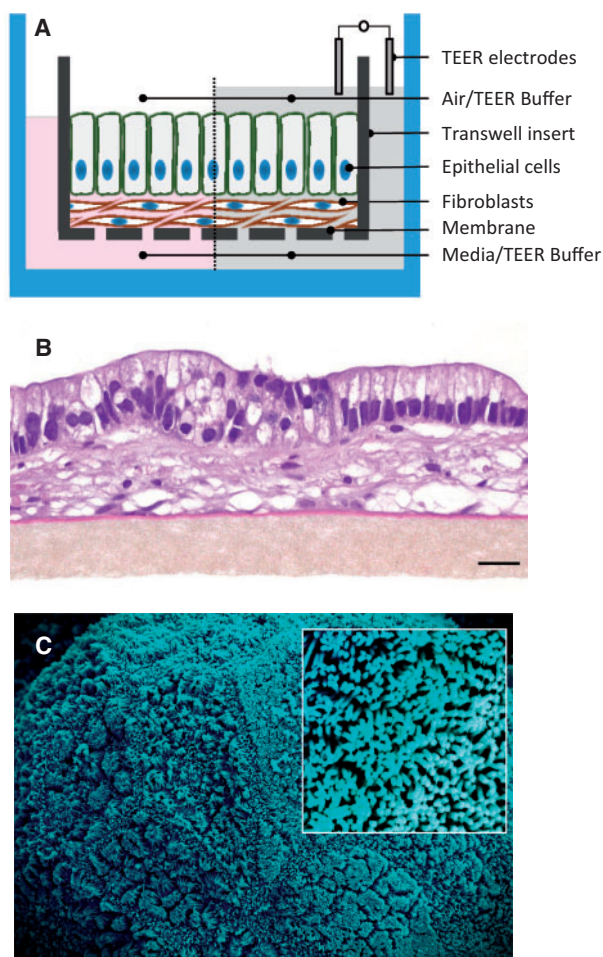 A
TEER electrodes
Air/TEER Buffer
Transwell insert
Epithelial cells
Fibroblasts
Membrane
Media/TEER Buffer
B
C